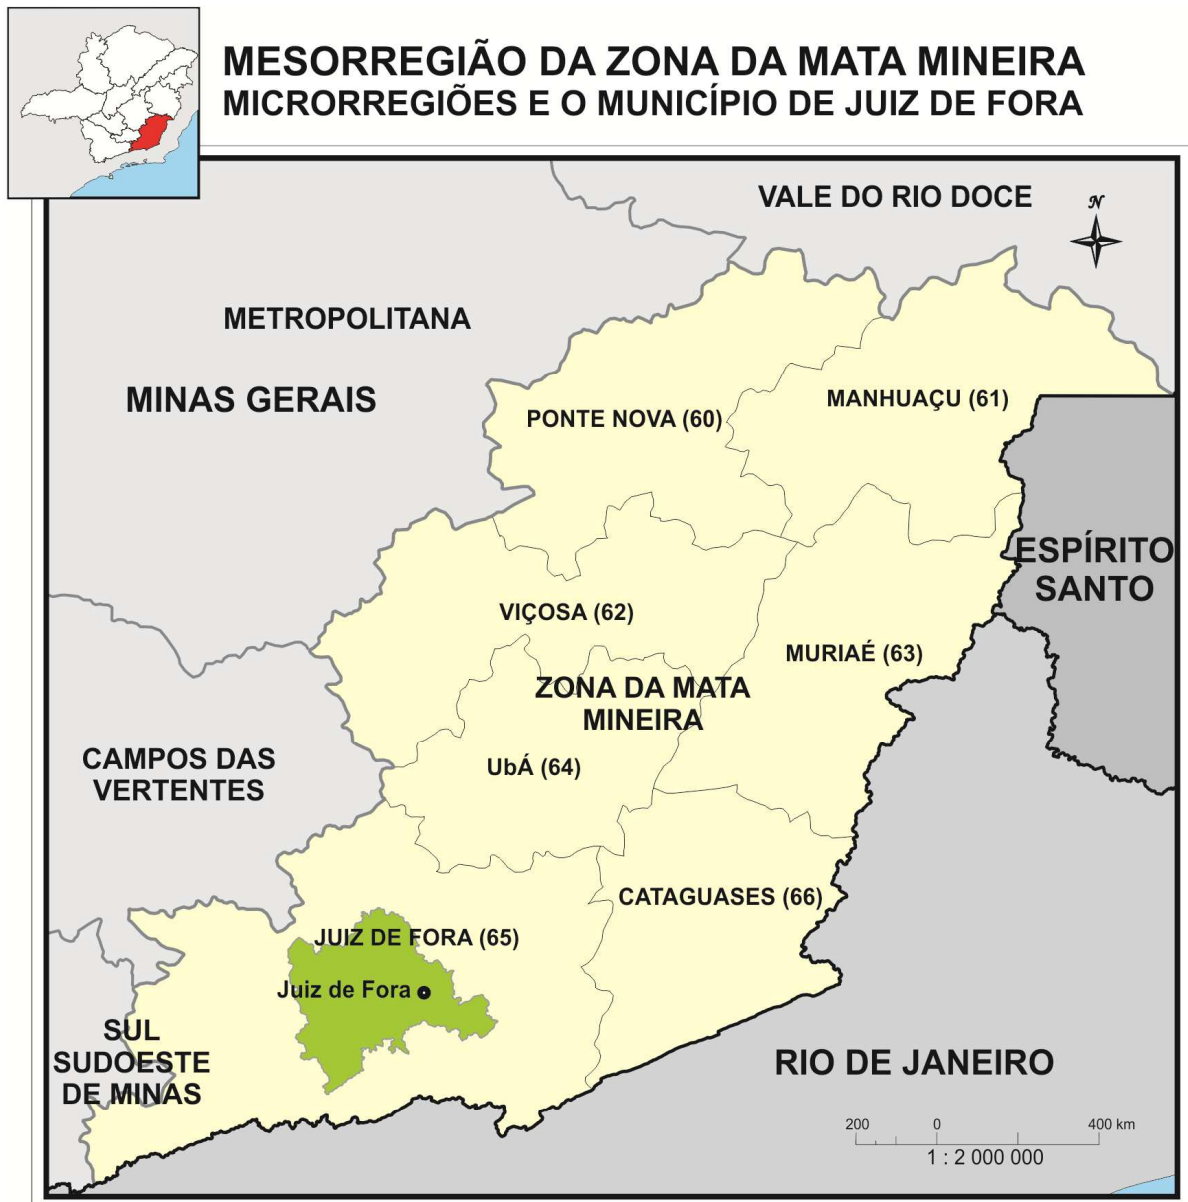 MESORREGIÃO DA ZONA DA MATA MINEIRA
MICRORREGIÕES E O MUNICÍPIO DE JUIZ DE FORA
VALE DO RIO DOCE
N
METROPOLITANA
MINAS GERAIS
PONTE NOVA (60)
MANHUAÇU (61)
ESPÍRITO
SANTO
VIÇOSA (62)
MURIAÉ (63)
ZONA DA MATA
MINEIRA
CAMPOS DAS
VERTENTES
UbÁ (64)
CATAGUASES (66)
JUIZ DE FORA (65)
Juiz de Fora
SUL
SUDOESTE
DE MINAS
RIO DE JANEIRO
200 0 400 km
1 : 2 000 000